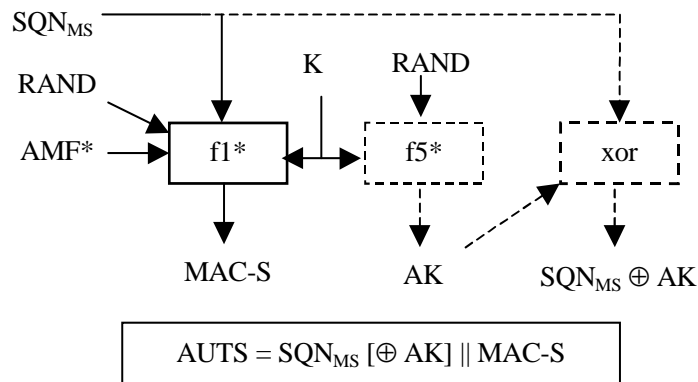 SQN_MS
K
RAND
RAND
AMF*
f1*
f5*
xor
MAC-S
AK
SQN_MS ⊕ AK
AUTS = SQN_MS [⊕ AK] || MAC-S